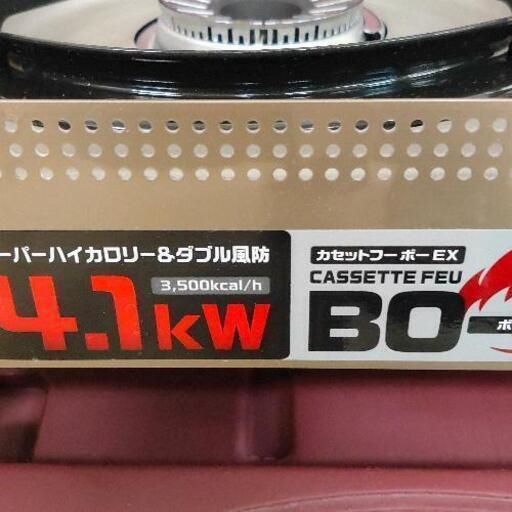 ーパーハイカロリー&ダブル風防
3,500kcal/h
4.1kW
カセットフー ボーEX
CASSETTE FEU
BO-
ボ